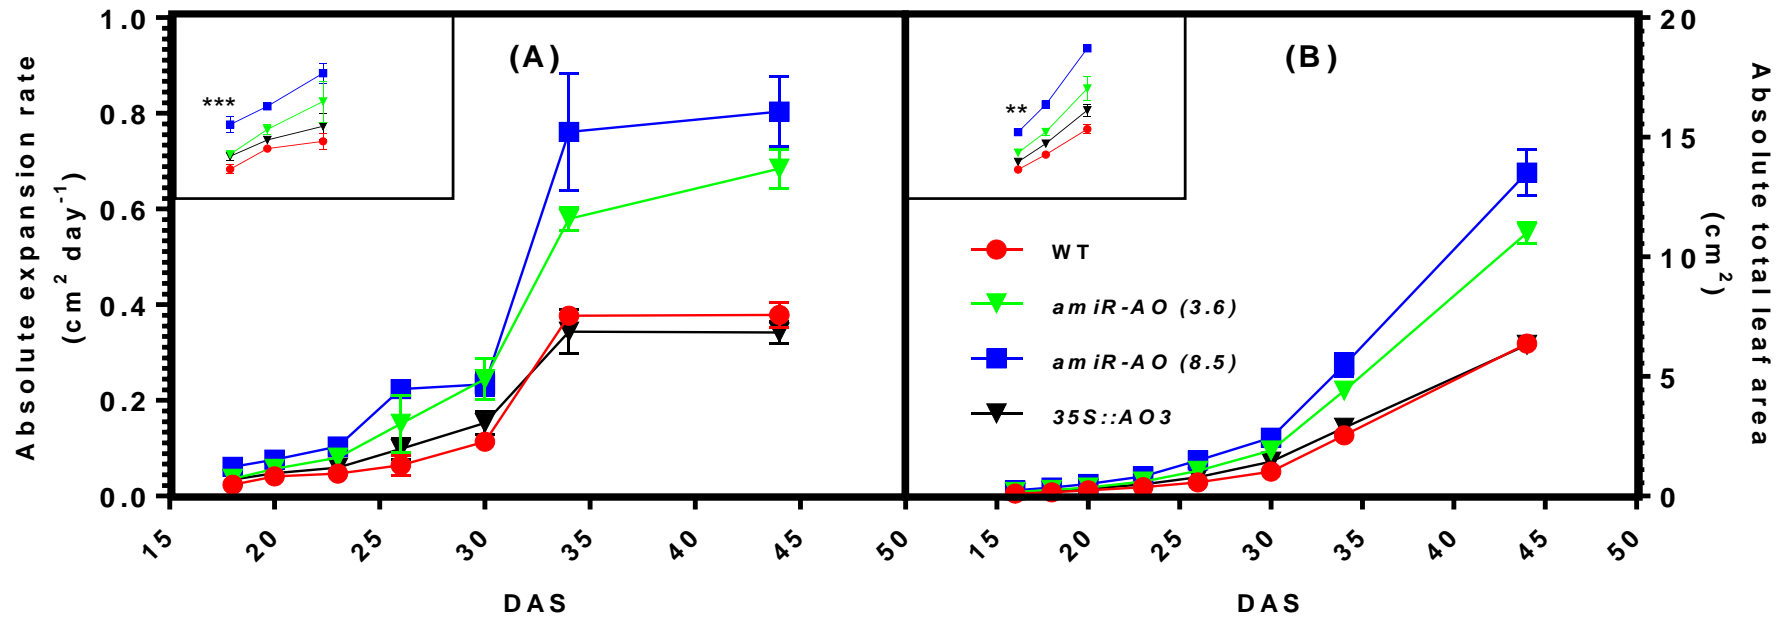 Absolute expansion rate
(cm² day⁻¹)
1.0
0.8
0.6
0.4
0.2
0.0
***
(A)
15
20
25
30
35
40
45
50
DAS
**
(B)
WT
amiR-AO (3.6)
amiR-AO (8.5)
35S::AO3
15
20
25
30
35
40
45
50
DAS
20
15
10
5
0
Absolute total leaf area
(cm²)